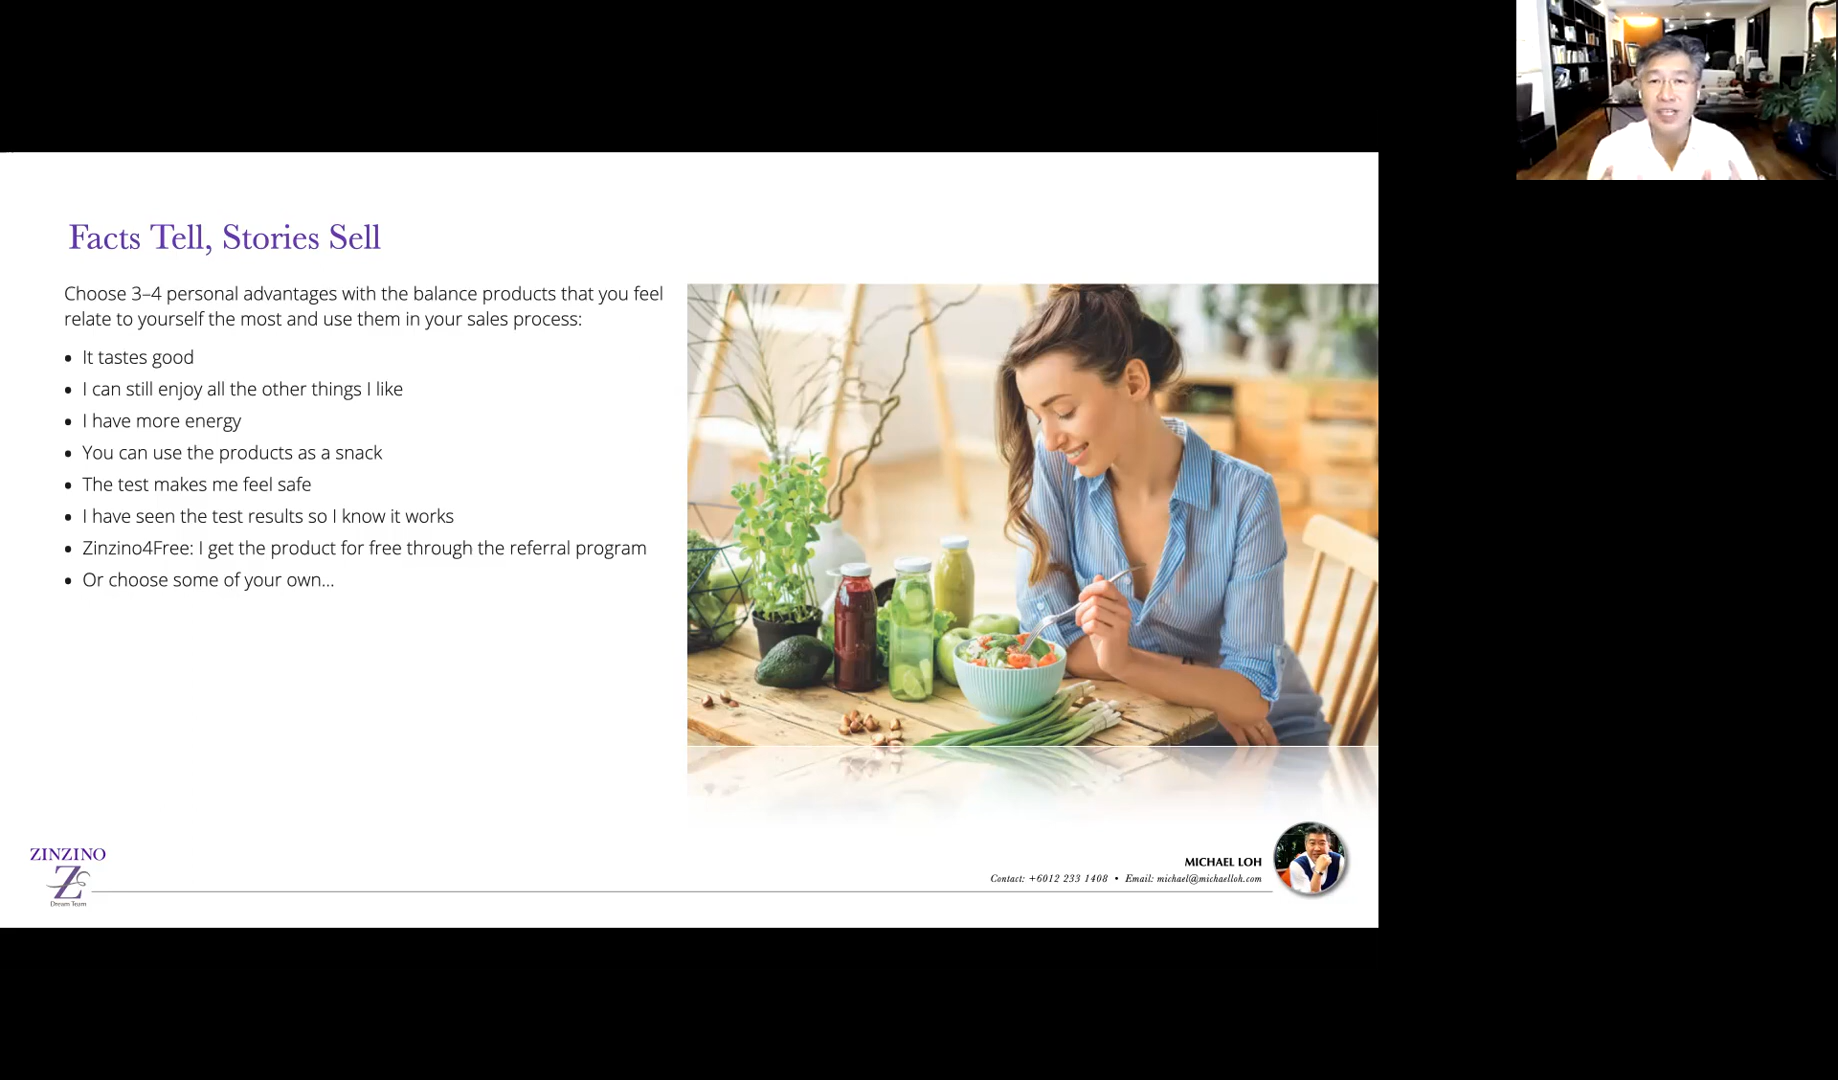 Facts Tell, Stories Sell
Choose 3–4 personal advantages with the balance products that you feel
relate to yourself the most and use them in your sales process:
• It tastes good
• I can still enjoy all the other things I like
• I have more energy
• You can use the products as a snack
• The test makes me feel safe
• I have seen the test results so I know it works
• Zinzino4Free: I get the product for free through the referral program
• Or choose some of your own...
ZINZINO
Z
Dream Team
MICHAEL LOH
Contact: +6012 233 1408 • Email: michael@michaelloh.com